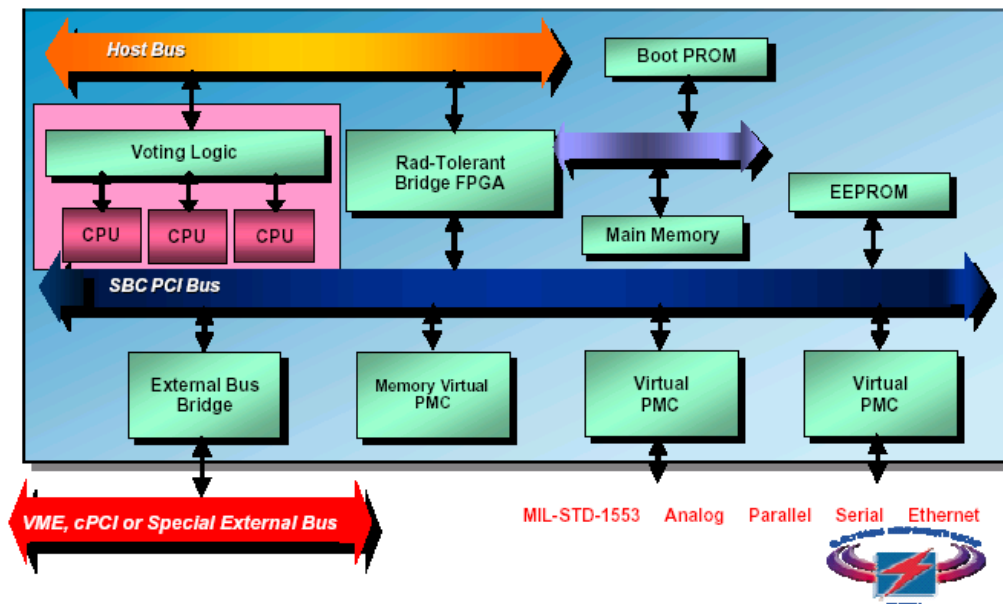 Host Bus
Boot PROM
Voting Logic
Rad-Tolerant
Bridge FPGA
EEPROM
CPU
CPU
CPU
Main Memory
SBC PCI Bus
External Bus
Bridge
Memory Virtual
PMC
Virtual
PMC
Virtual
PMC
VME, cPCI or Special External Bus
MIL-STD-1553 Analog Parallel Serial Ethernet